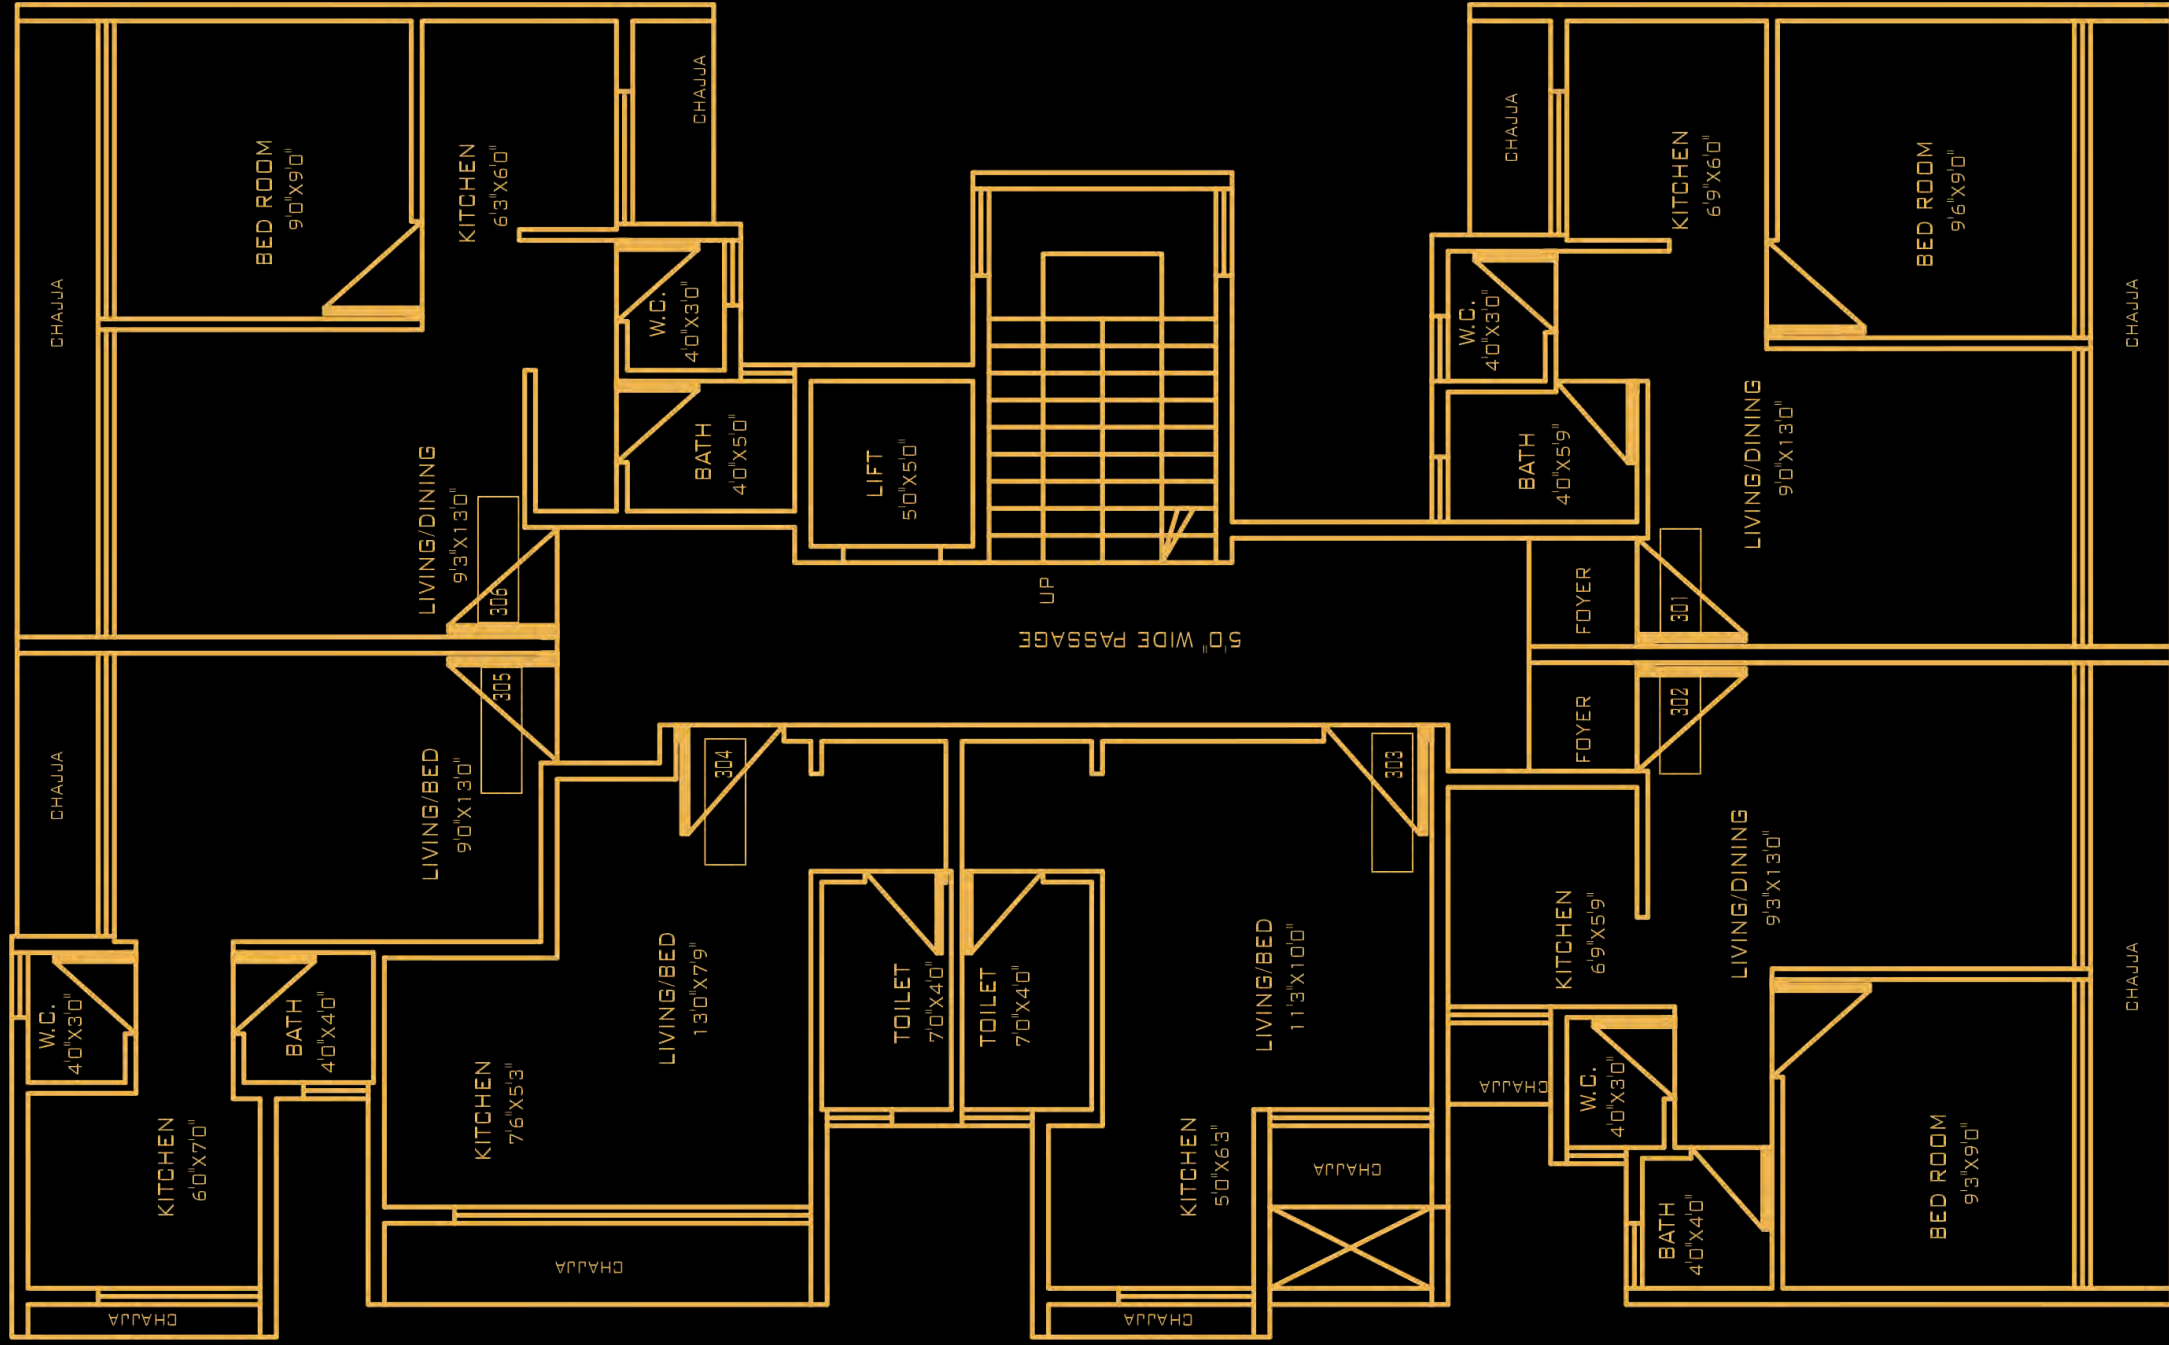 CHAJJA
BED ROOM
9'0"X9'0"
KITCHEN
6'3"X6'0"
CHAJJA
W.C.
4'0"X3'0"
BATH
4'0"X5'0"
LIVING/DINING
9'3"X13'0"
306
LIFT
5'0"X5'0"
UP
5'0" WIDE PASSAGE
CHAJJA
KITCHEN
6'9"X6'0"
BED ROOM
9'6"X9'0"
CHAJJA
W.C.
4'0"X3'0"
BATH
4'0"X5'9"
LIVING/DINING
9'0"X13'0"
FOYER
301
CHAJJA
305
LIVING/BED
9'0"X13'0"
W.C.
4'0"X3'0"
BATH
4'0"X4'0"
KITCHEN
6'0"X7'0"
CHAJJA
304
LIVING/BED
13'0"X7'9"
KITCHEN
7'6"X5'3"
CHAJJA
TOILET
7'0"X4'0"
TOILET
7'0"X4'0"
303
LIVING/BED
11'3"X10'0"
KITCHEN
5'0"X6'3"
CHAJJA
CHAJJA
FOYER
302
KITCHEN
6'9"X5'9"
LIVING/DINING
9'3"X13'0"
CHAJJA
CHAJJA
W.C.
4'0"X3'0"
BATH
4'0"X4'0"
BED ROOM
9'3"X9'0"